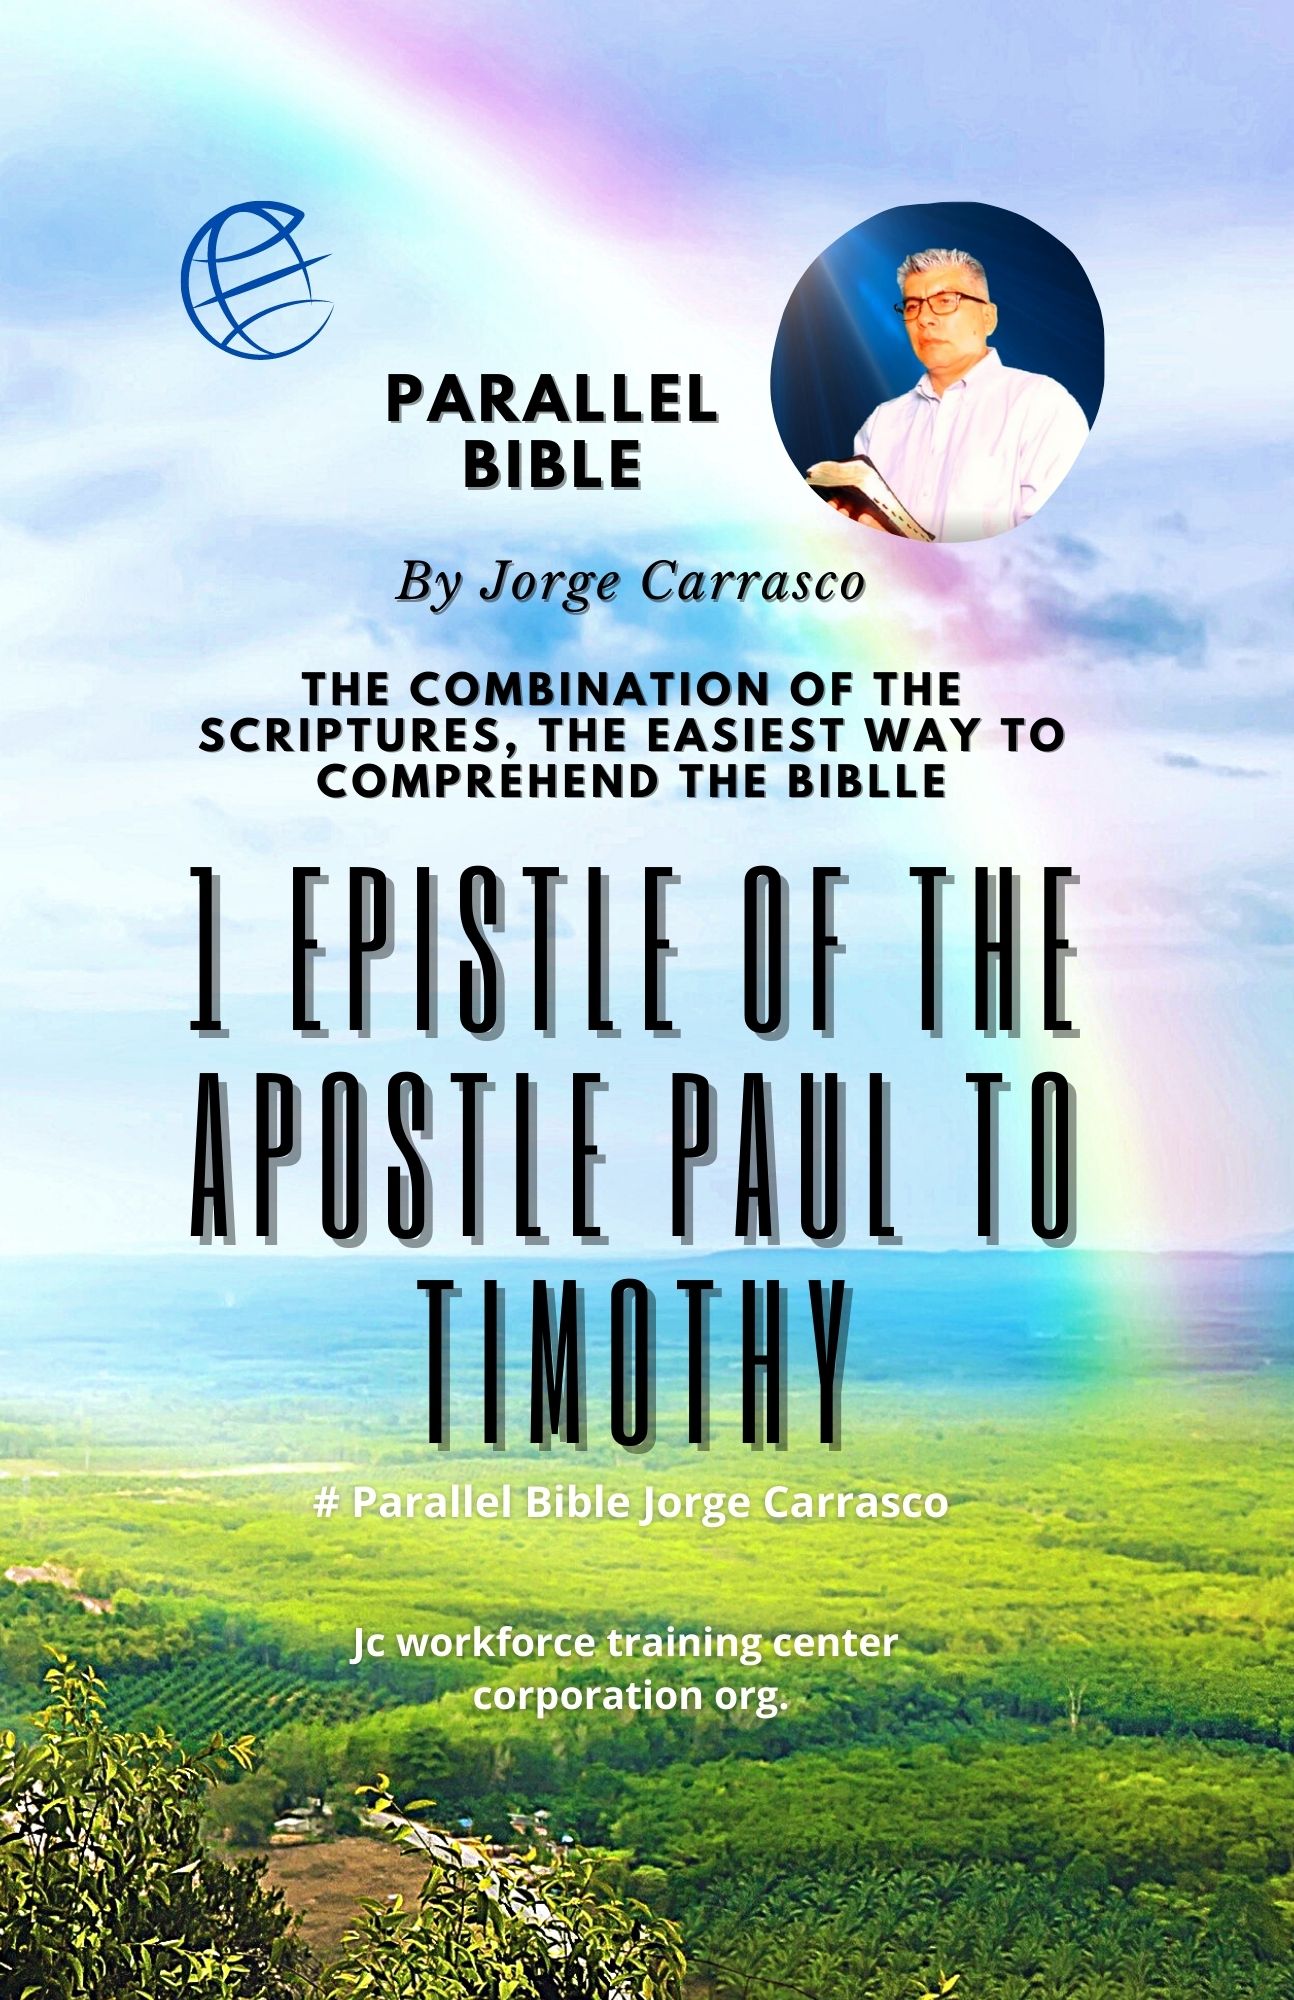 PARALLEL
BIBLE
By Jorge Carrasco
THE COMBINATION OF THE
SCRIPTURES, THE EASIEST WAY TO
COMPREHEND THE BIBLLE
1 EPISTLE OF THE
APOSTLE PAUL TO
TIMOTHY
# Parallel Bible Jorge Carrasco
Jc workforce training center
corporation org.